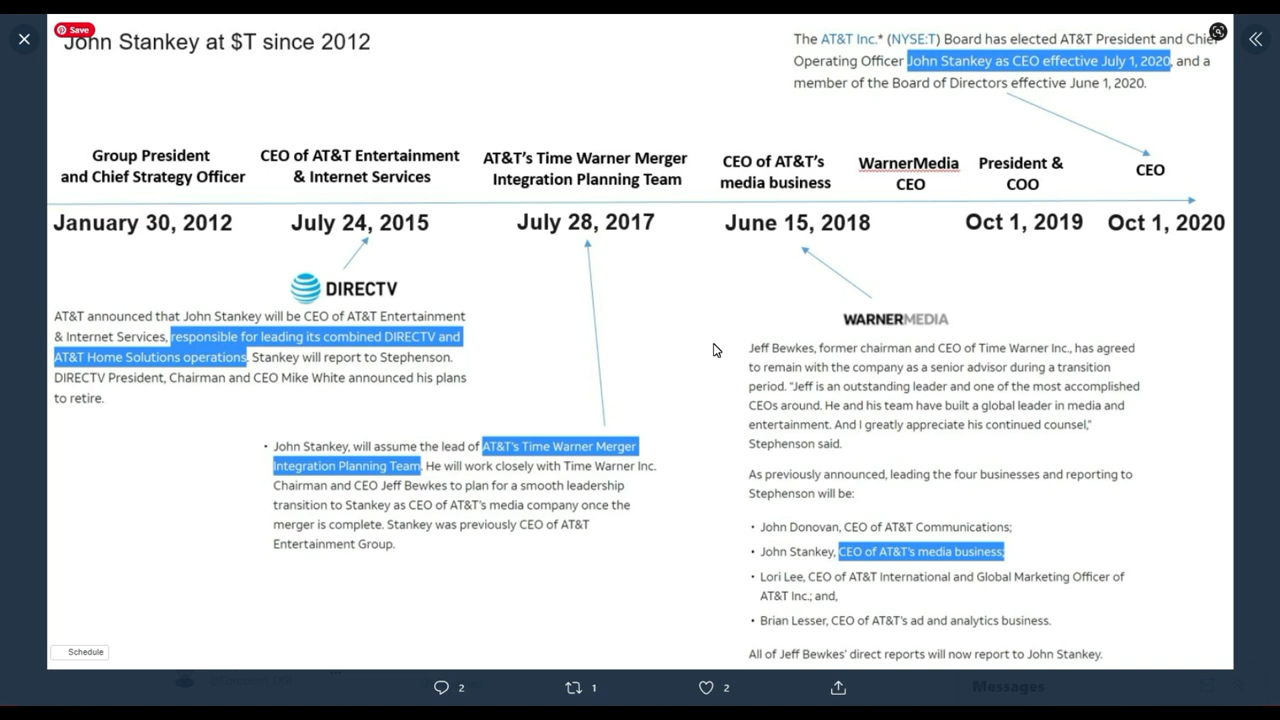 Save
John Stankey at $T since 2012
The AT&T Inc.* (NYSE:T) Board has elected AT&T President and Chief
Operating Officer John Stankey as CEO effective July 1, 2020, and a
member of the Board of Directors effective June 1, 2020.
Group President
and Chief Strategy Officer
CEO of AT&T Entertainment
& Internet Services
AT&T's Time Warner Merger
Integration Planning Team
CEO of AT&T's
media business
WarnerMedia
CEO
President &
COO
CEO
January 30, 2012
July 24, 2015
July 28, 2017
June 15, 2018
Oct 1, 2019
Oct 1, 2020
DIRECTV
AT&T announced that John Stankey will be CEO of AT&T Entertainment
& Internet Services, responsible for leading its combined DIRECTV and
AT&T Home Solutions operations. Stankey will report to Stephenson.
DIRECTV President, Chairman and CEO Mike White announced his plans
to retire.
• John Stankey, will assume the lead of AT&T's Time Warner Merger
Integration Planning Team. He will work closely with Time Warner Inc.
Chairman and CEO Jeff Bewkes to plan for a smooth leadership
transition to Stankey as CEO of AT&T's media company once the
merger is complete. Stankey was previously CEO of AT&T
Entertainment Group.
WARNERMEDIA
Jeff Bewkes, former chairman and CEO of Time Warner Inc., has agreed
to remain with the company as a senior advisor during a transition
period. "Jeff is an outstanding leader and one of the most accomplished
CEOs around. He and his team have built a global leader in media and
entertainment. And I greatly appreciate his continued counsel,"
Stephenson said.
As previously announced, leading the four businesses and reporting to
Stephenson will be:
• John Donovan, CEO of AT&T Communications;
• John Stankey, CEO of AT&T's media business;
• Lori Lee, CEO of AT&T International and Global Marketing Officer of
AT&T Inc.; and,
• Brian Lesser, CEO of AT&T's ad and analytics business.
All of Jeff Bewkes' direct reports will now report to John Stankey.
Schedule
2
1
2
Messages